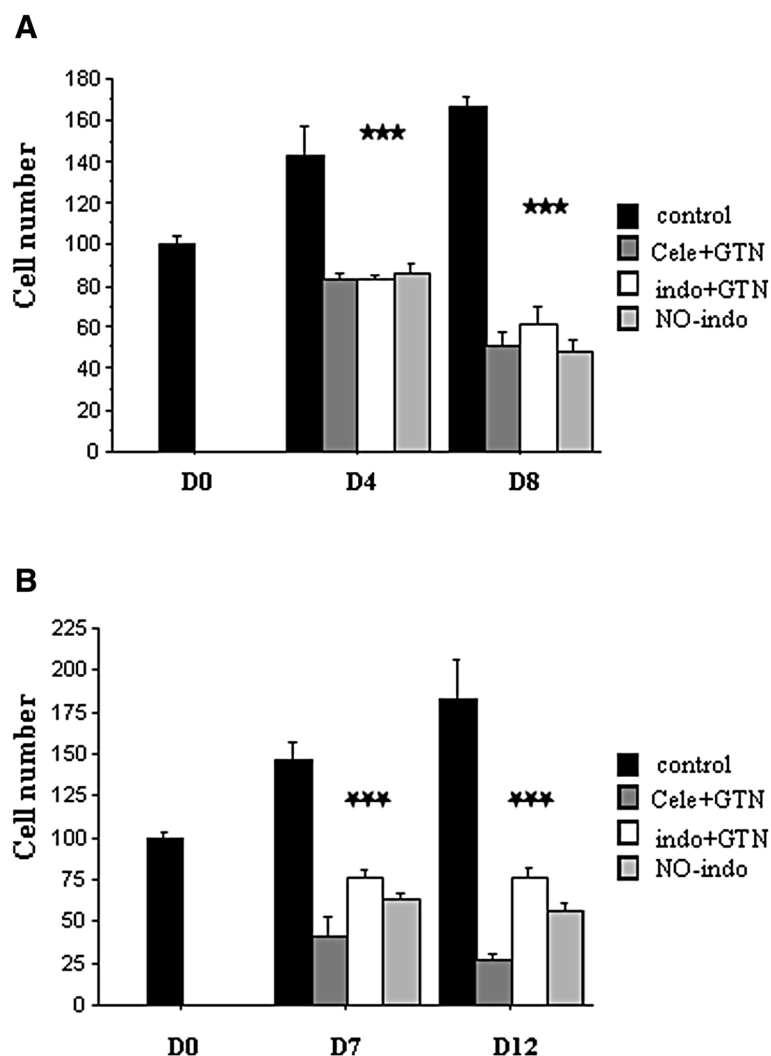 A
Cell number
180
160
140
120
100
80
60
40
20
0
D0 D4 D8
★★★
★★★
control
Cele+GTN
indo+GTN
NO-indo
B
Cell number
225
200
175
150
125
100
75
50
25
0
D0 D7 D12
★★★
★★★
control
Cele+GTN
indo+GTN
NO-indo